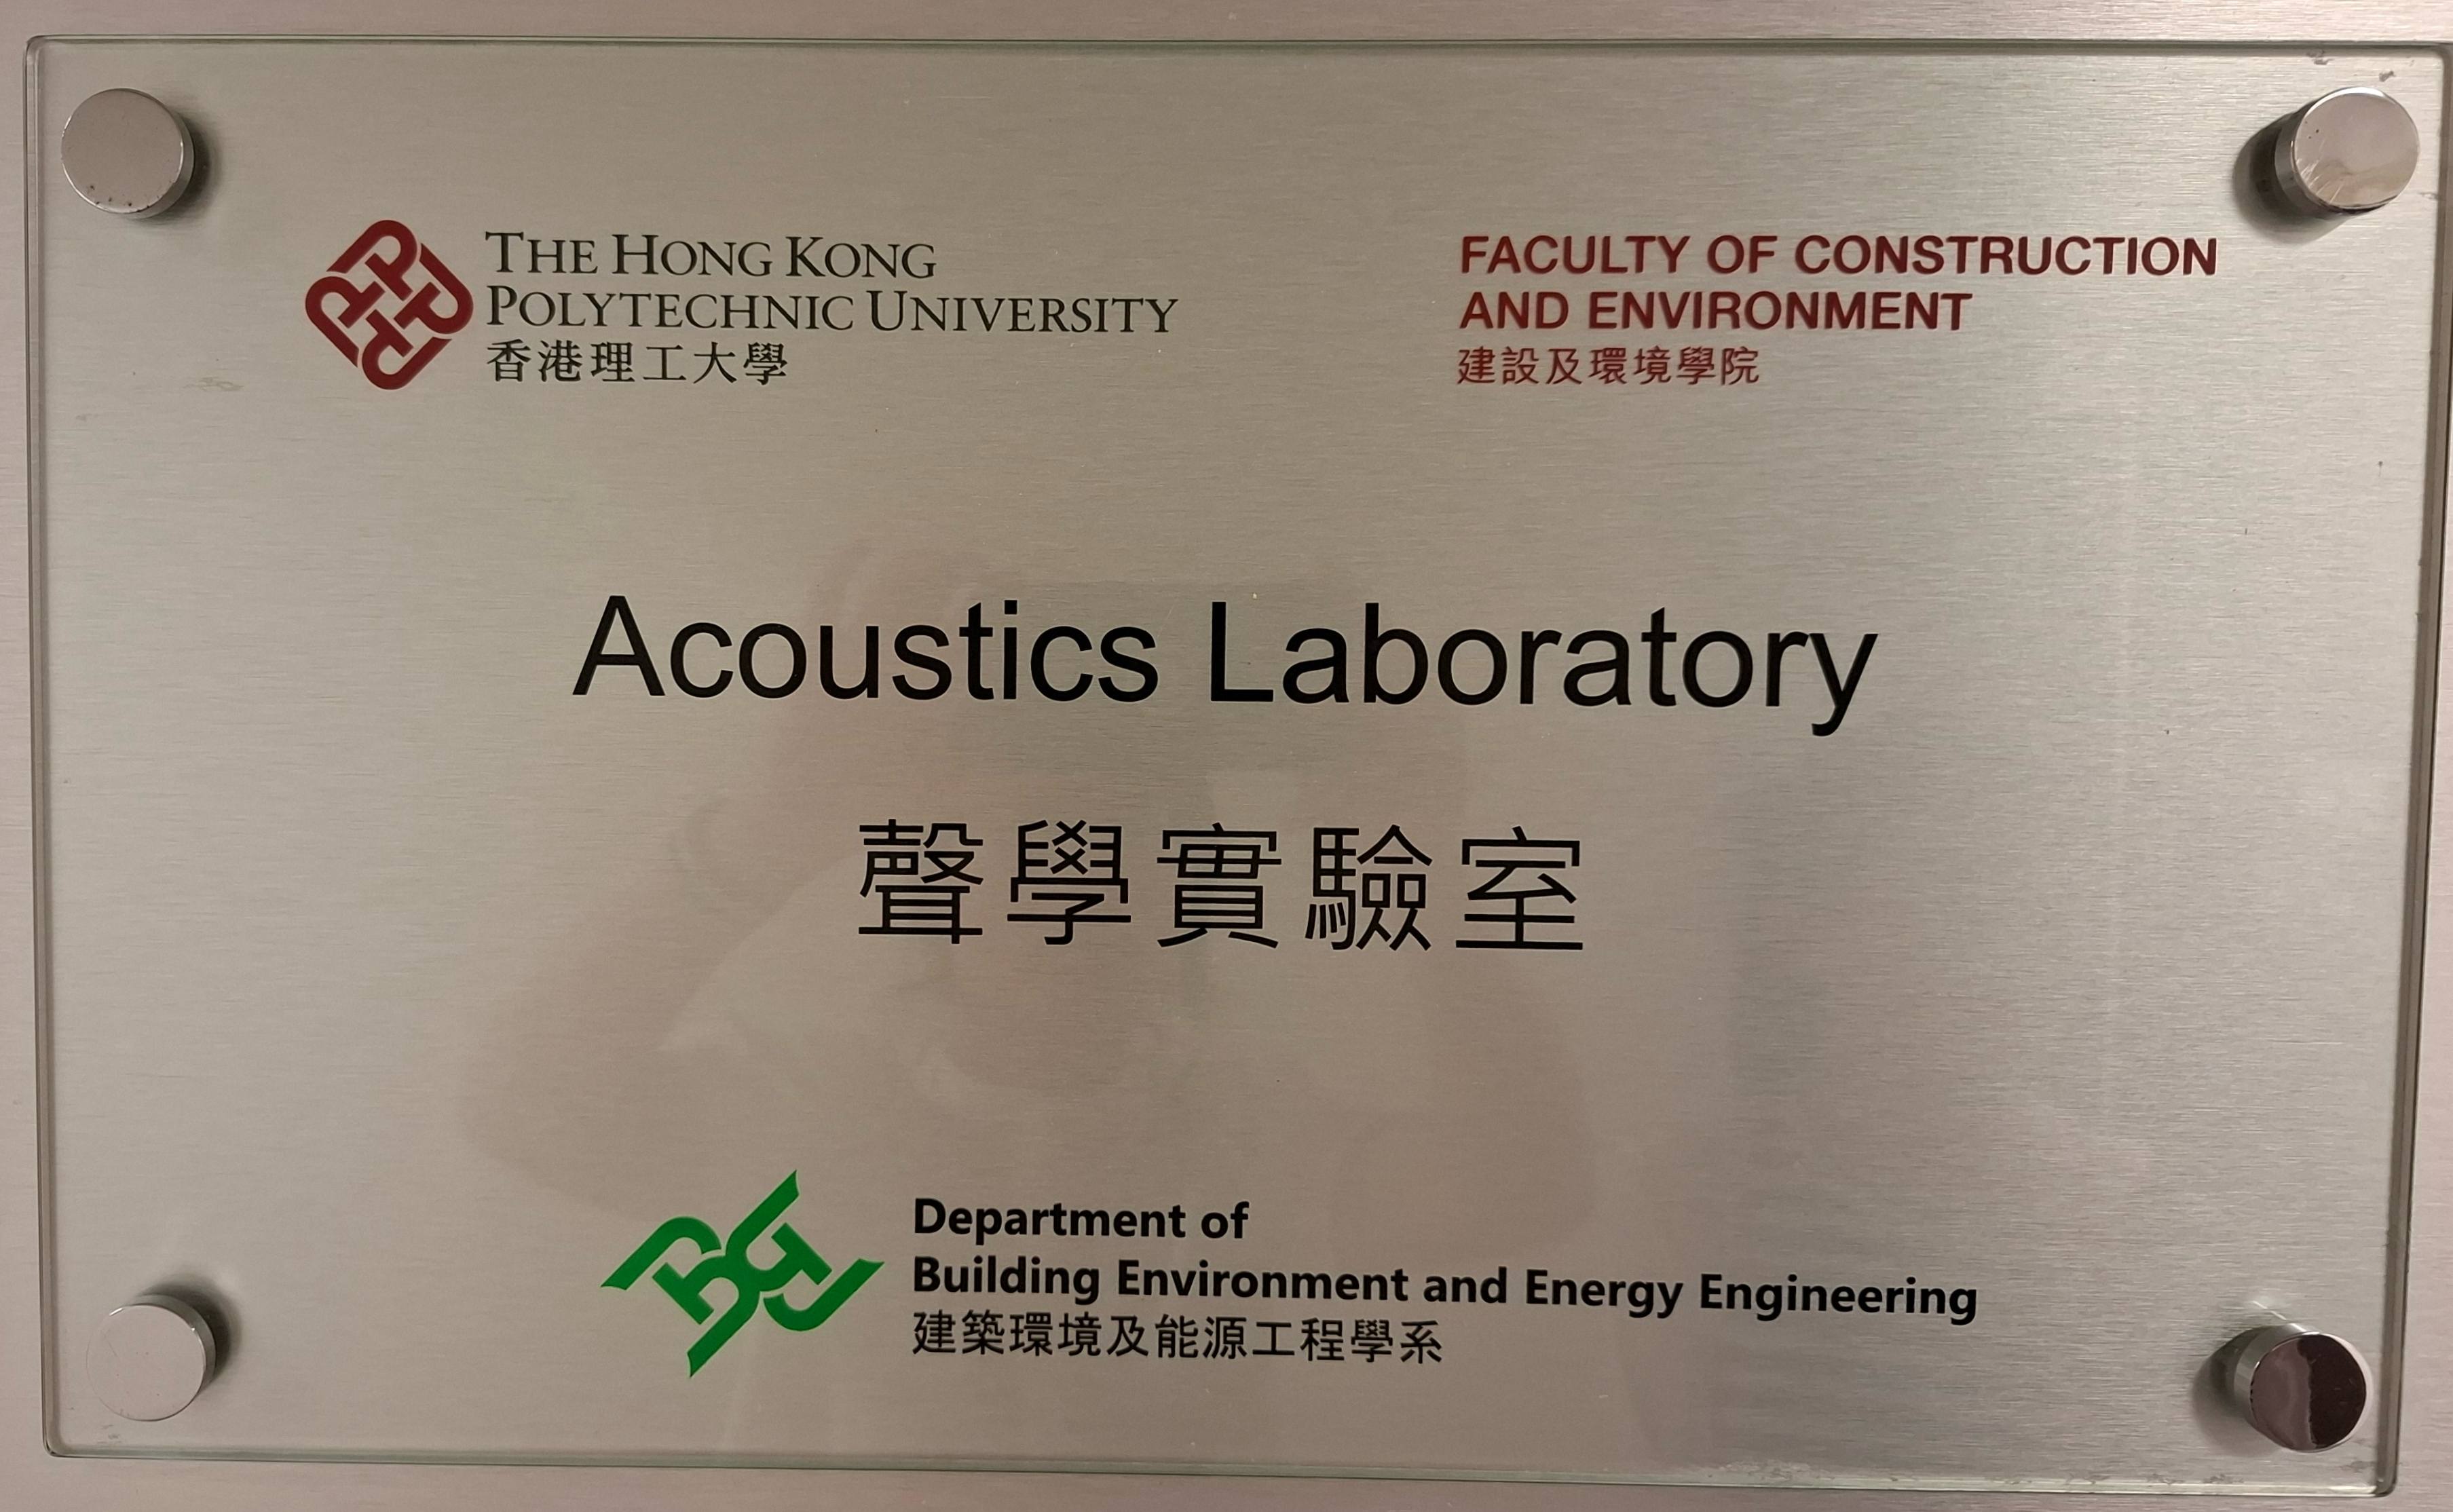 THE HONG KONG
POLYTECHNIC UNIVERSITY
香港理工大學
FACULTY OF CONSTRUCTION
AND ENVIRONMENT
建設及環境學院
Acoustics Laboratory
聲學實驗室
Department of
Building Environment and Energy Engineering
建築環境及能源工程學系